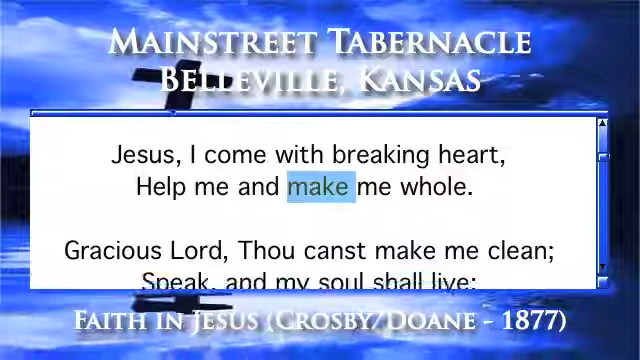 Mainstreet Tabernacle
Belleville, Kansas
Jesus, I come with breaking heart,
Help me and make me whole.
Gracious Lord, Thou canst make me clean;
Speak, and my soul shall live;
Faith in Jesus (Crosby/Doane - 1877)